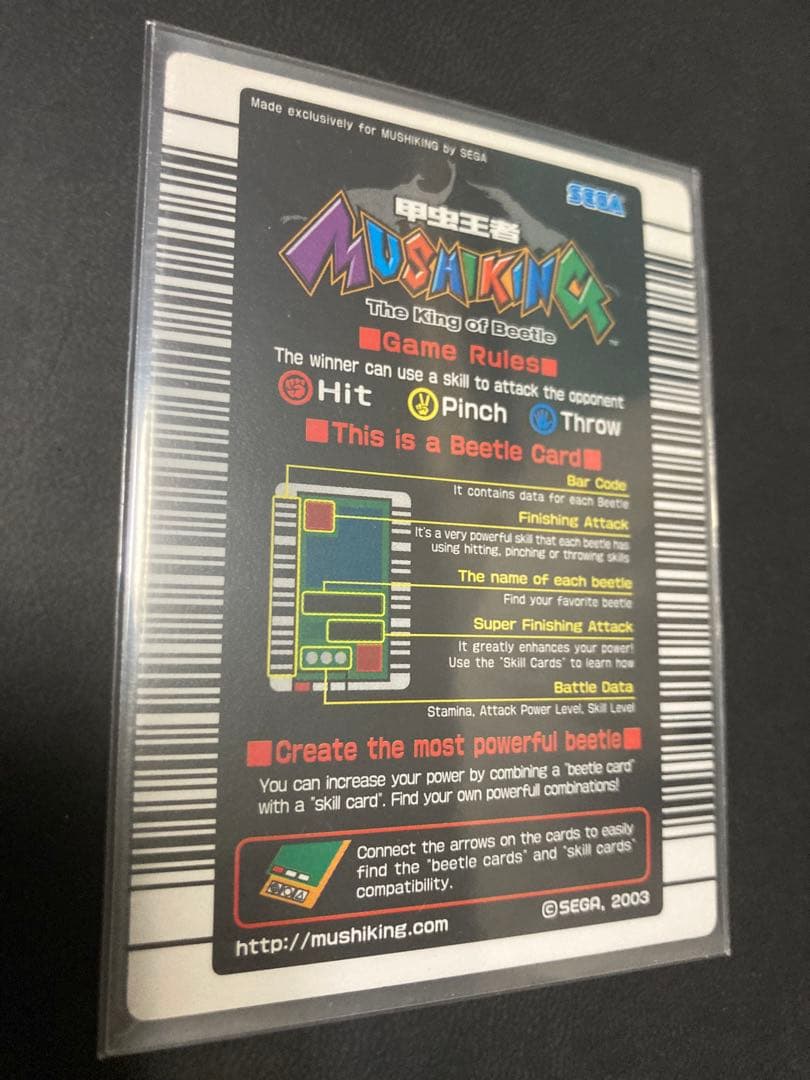 Made exclusively for MUSHIKING by SEGA
SEGA
甲虫王者
MUSHIKING
The King of Beetle
TM
■Game Rules■
The winner can use a skill to attack the opponent
Hit
Pinch
Throw
■This is a Beetle Card■
Bar Code
It contains data for each Beetle
Finishing Attack
It's a very powerful skill that each beetle has
using hitting, pinching or throwing skills
The name of each beetle
Find your favorite beetle
Super Finishing Attack
It greatly enhances your power!
Use the "Skill Cards" to learn how
Battle Data
Stamina, Attack Power Level, Skill Level
■Create the most powerful beetle■
You can increase your power by combining a "beetle card"
with a "skill card". Find your own powerfull combinations!
Connect the arrows on the cards to easily
find the "beetle cards" and "skill cards"
compatibility.
http://mushiking.com
©SEGA, 2003